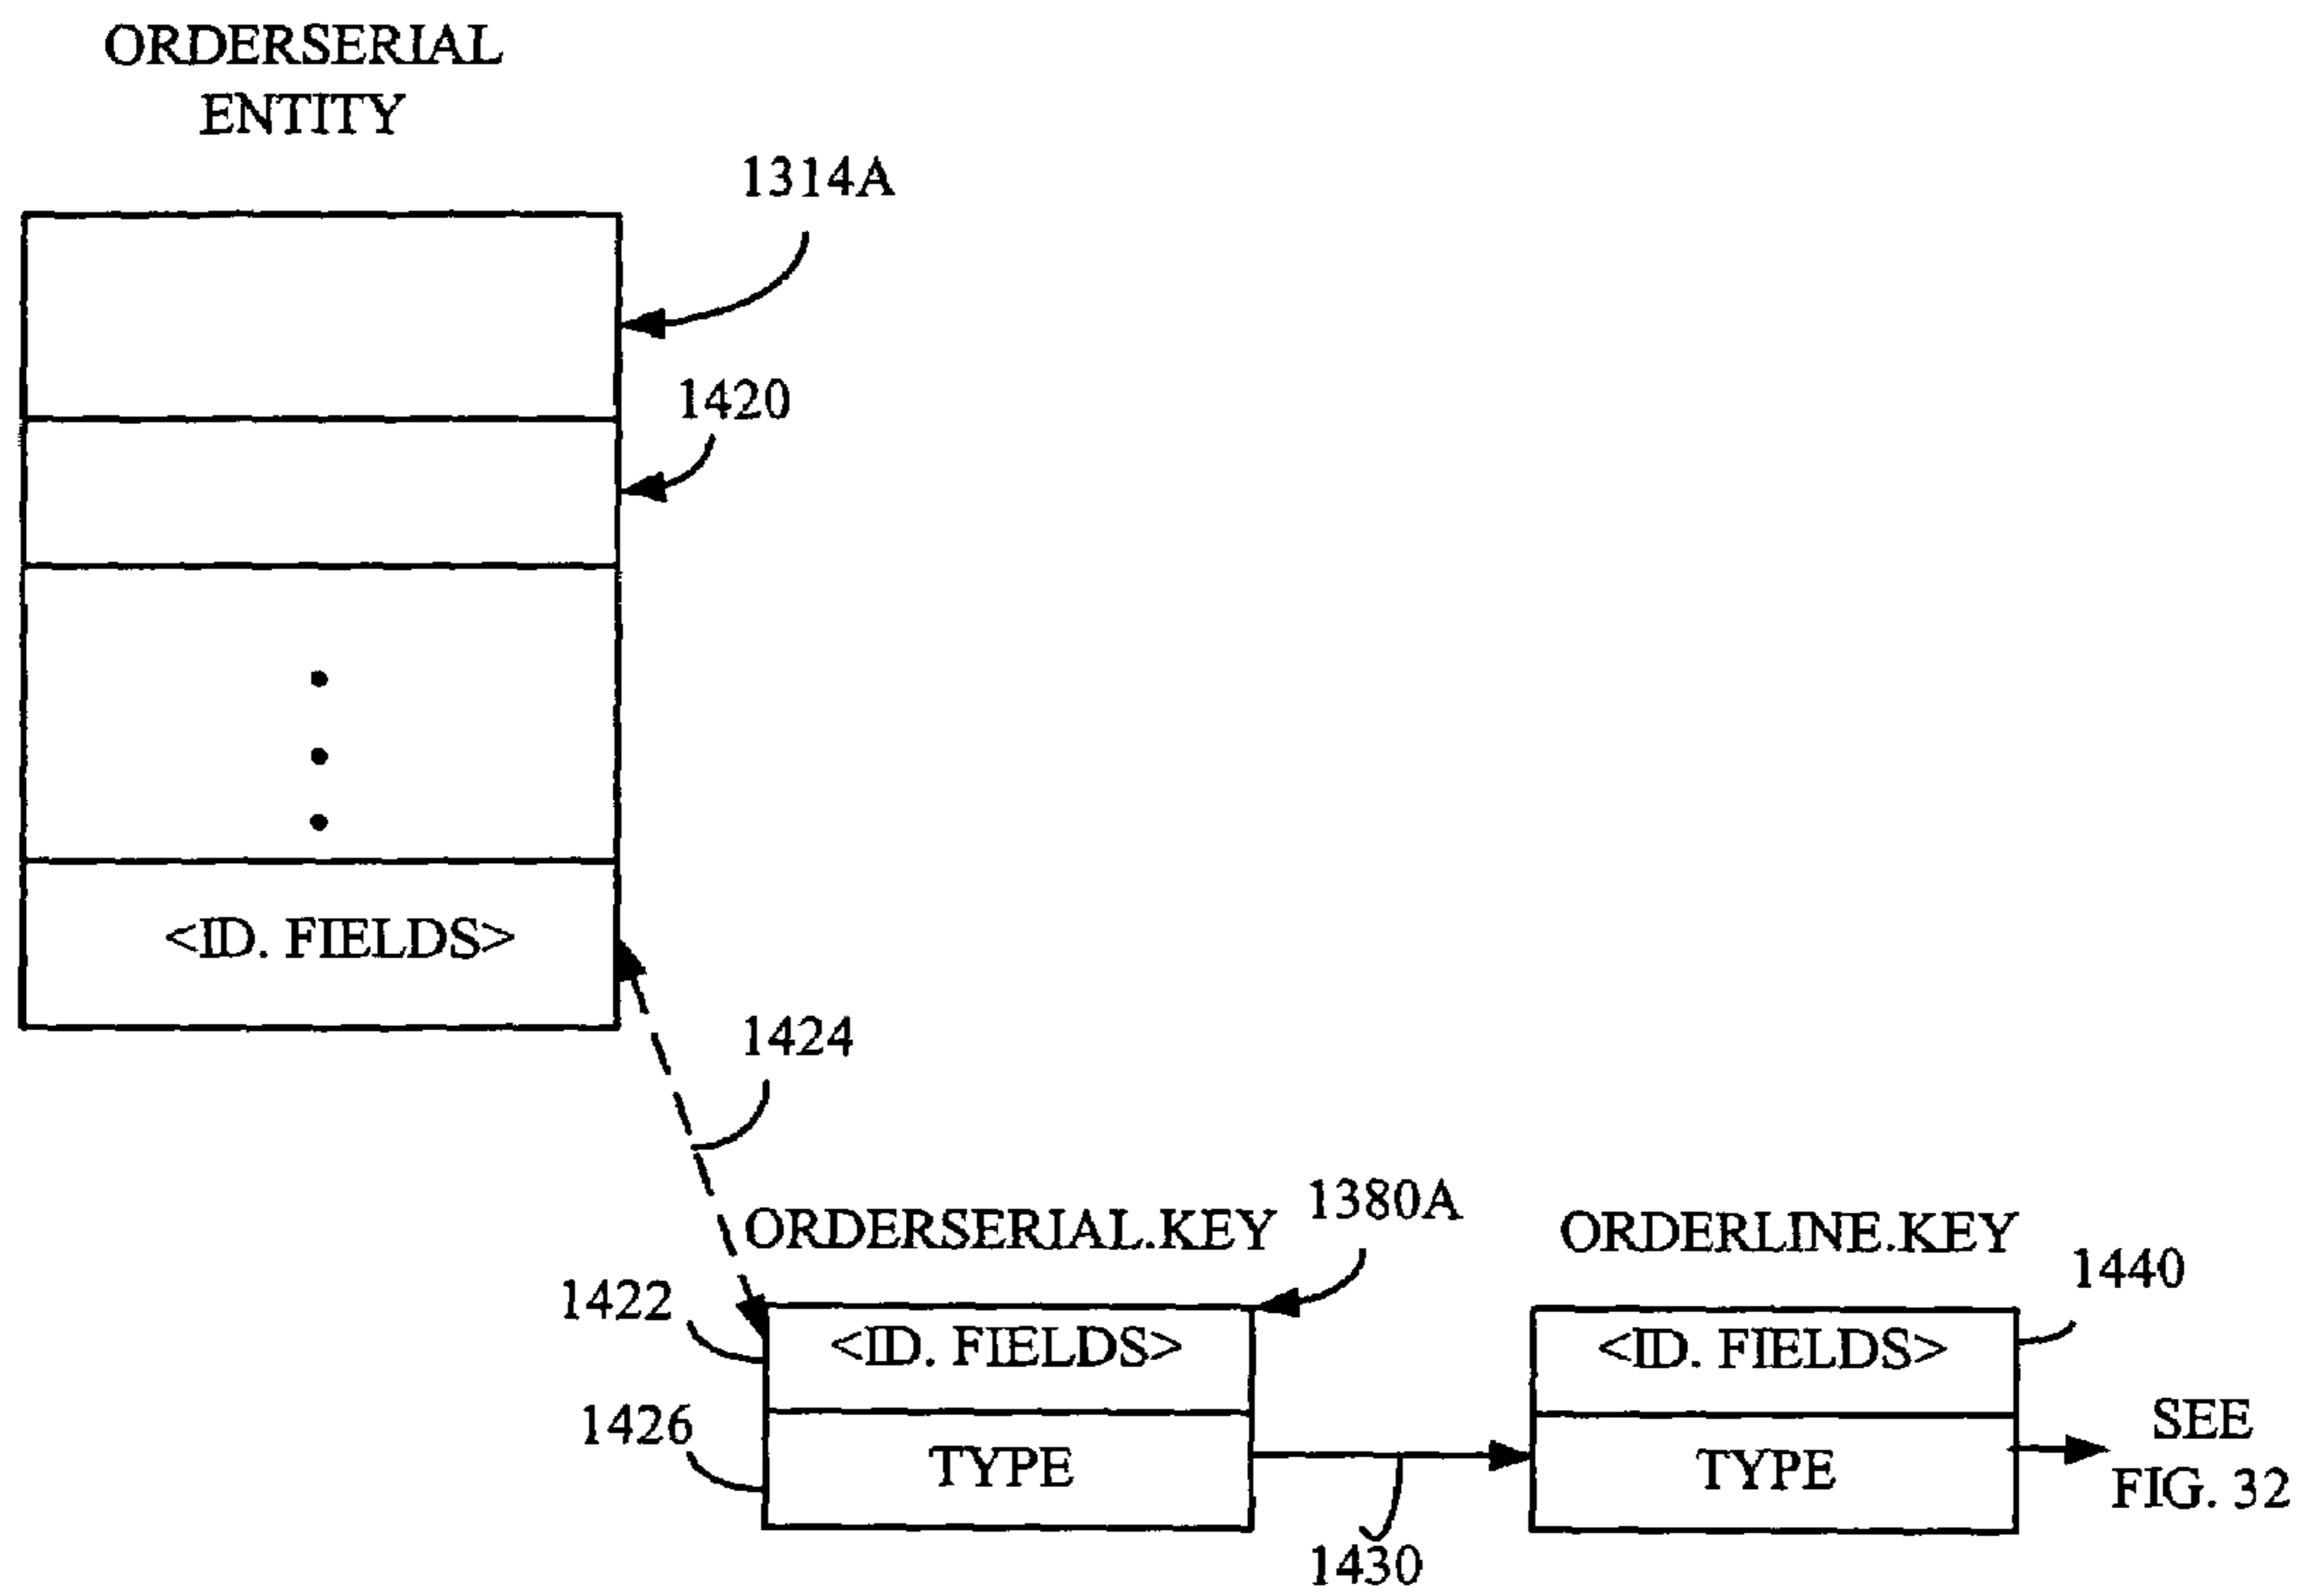 ORDERSERIAL
ENTITY
1314A
1420
<ID. FIELDS>
1424
ORDERSERIAL.KEY
1380A
ORDERLINE.KEY
1440
1422
<ID. FIELDS>
<ID. FIELDS>
1426
TYPE
TYPE
SEE
FIG. 32
1430